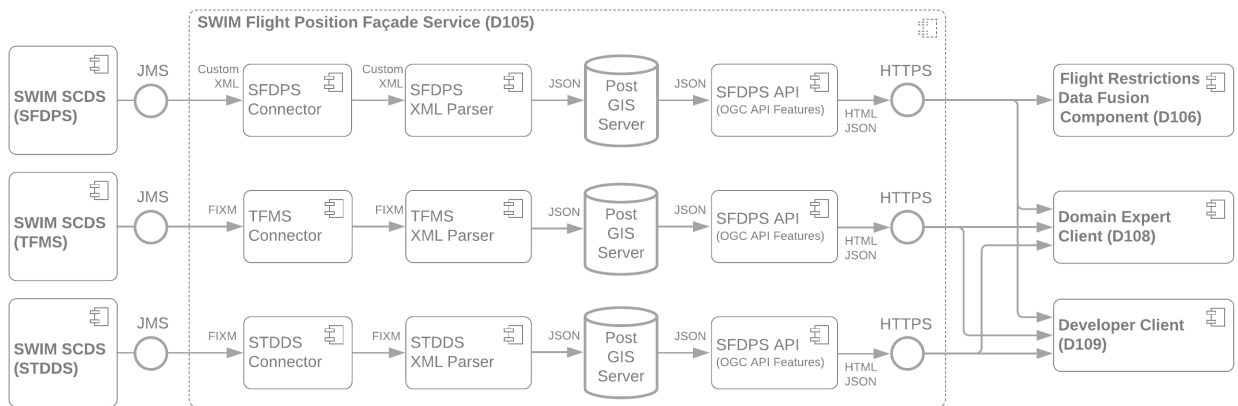 SWIM Flight Position Façade Service (D105)
SWIM SCDS
(SFDPS)
JMS
Custom
XML
SFDPS
Connector
Custom
XML
SFDPS
XML Parser
JSON
Post
GIS
Server
JSON
SFDPS API
(OGC API Features)
HTML
JSON
HTTPS
Flight Restrictions
Data Fusion
Component (D106)
SWIM SCDS
(TFMS)
JMS
FIXM
TFMS
Connector
FIXM
TFMS
XML Parser
JSON
Post
GIS
Server
JSON
SFDPS API
(OGC API Features)
HTML
JSON
HTTPS
Domain Expert
Client (D108)
SWIM SCDS
(STDDS)
JMS
FIXM
STDDS
Connector
FIXM
STDDS
XML Parser
JSON
Post
GIS
Server
JSON
SFDPS API
(OGC API Features)
HTML
JSON
HTTPS
Developer Client
(D109)